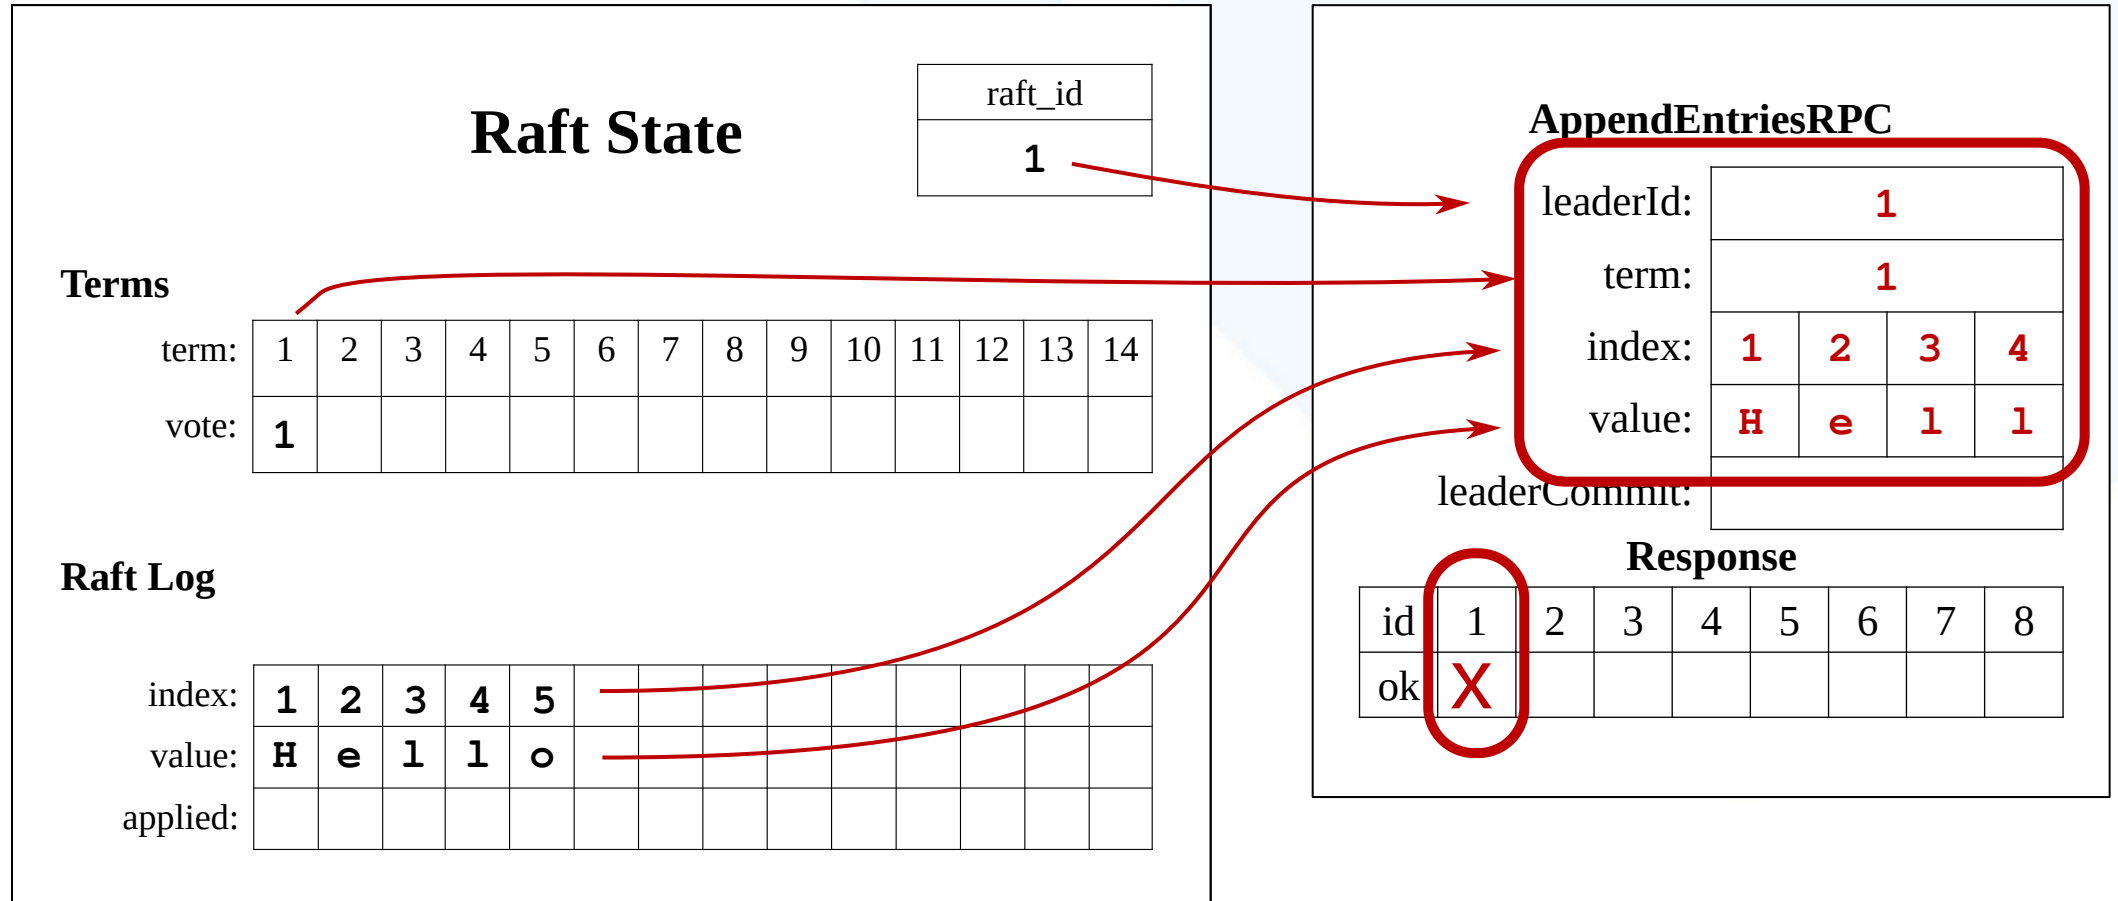 Raft State
raft_id
1
Terms
term: 1 2 3 4 5 6 7 8 9 10 11 12 13 14
vote: 1
Raft Log
index: 1 2 3 4 5
value: H e l l o
applied:
AppendEntriesRPC
leaderId: 1
term: 1
index: 1 2 3 4
value: H e l l
leaderCommit:
Response
id 1 2 3 4 5 6 7 8
ok X